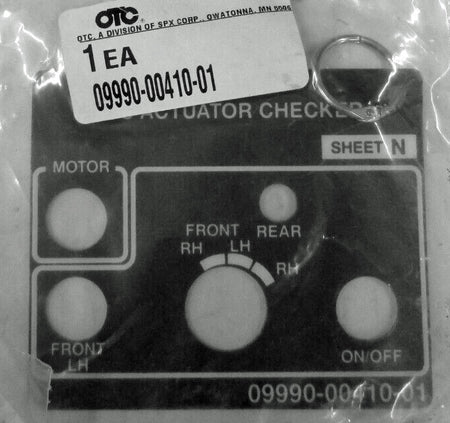 OTC®
OTC, A DIVISION OF SPX CORP., OWATONNA, MN
1 EA
09990-00410-01
ACTUATOR CHECKER
SHEET N
MOTOR
REAR
FRONT
RH LH RH
FRONT
LH
ON/OFF
09990-00410-01